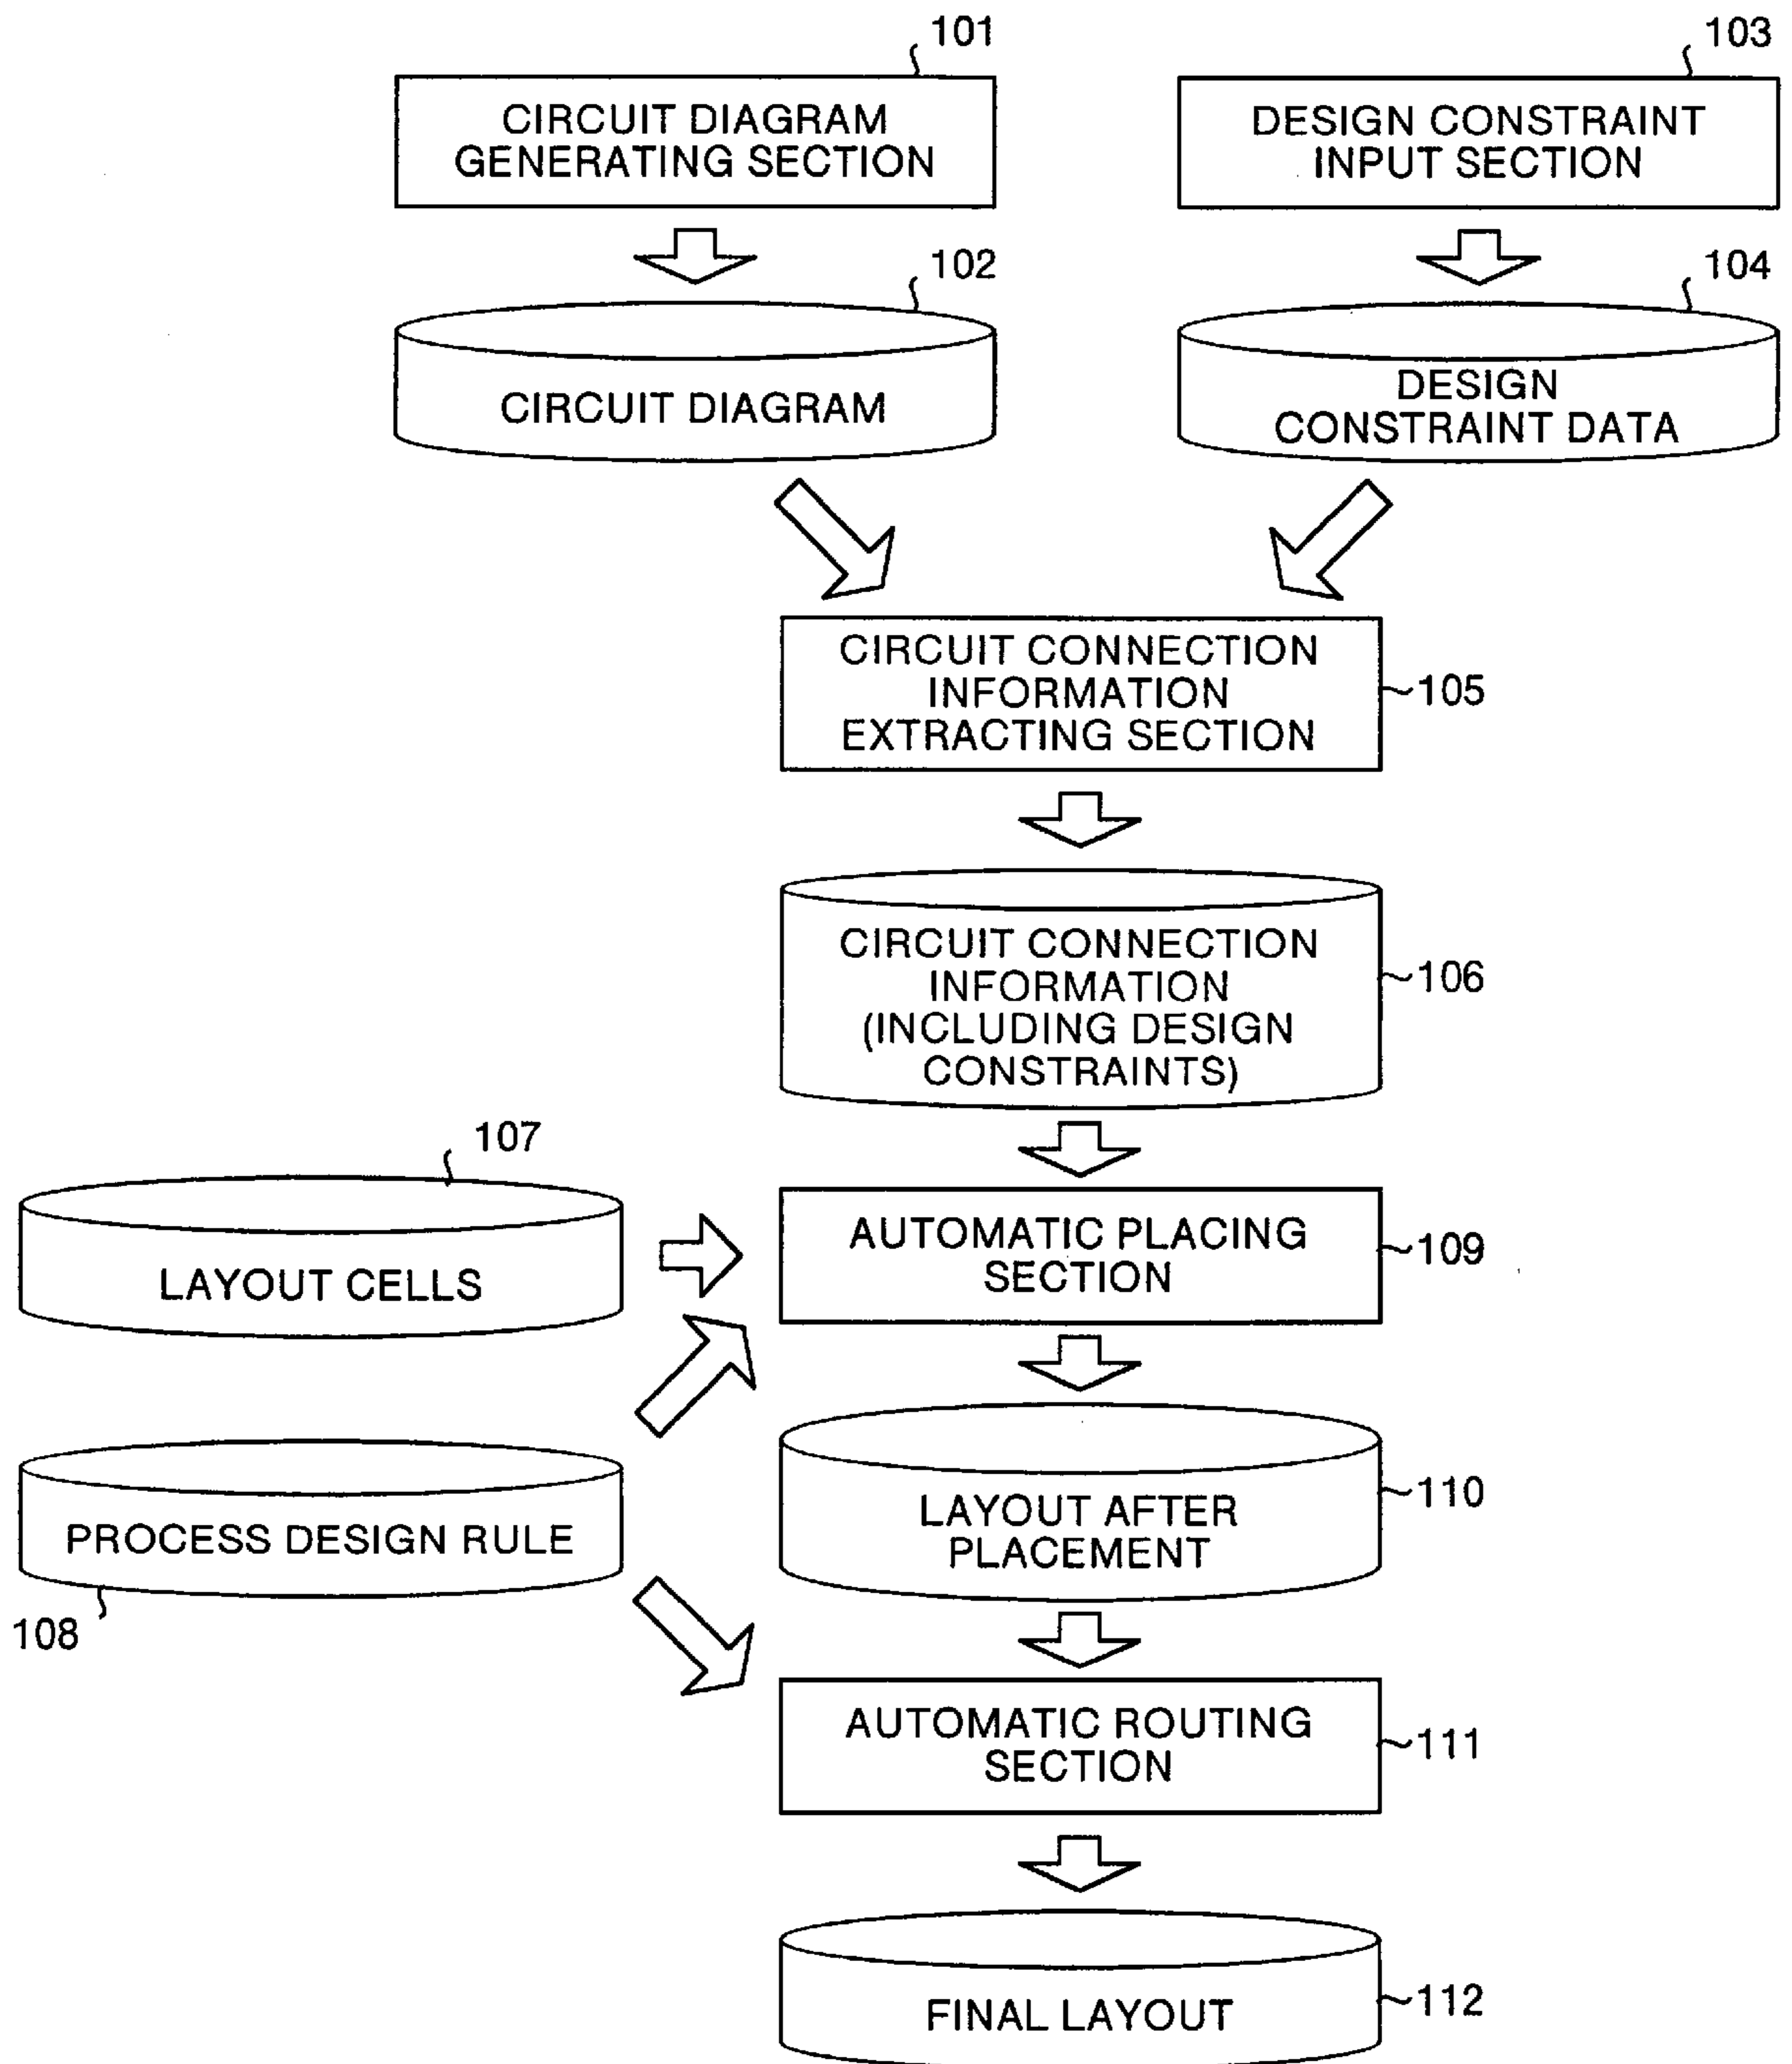 101
103
CIRCUIT DIAGRAM
GENERATING SECTION
DESIGN CONSTRAINT
INPUT SECTION
102
104
CIRCUIT DIAGRAM
DESIGN
CONSTRAINT DATA
CIRCUIT CONNECTION
INFORMATION
EXTRACTING SECTION
105
CIRCUIT CONNECTION
INFORMATION
(INCLUDING DESIGN
CONSTRAINTS)
106
107
LAYOUT CELLS
AUTOMATIC PLACING
SECTION
109
PROCESS DESIGN RULE
108
LAYOUT AFTER
PLACEMENT
110
AUTOMATIC ROUTING
SECTION
111
FINAL LAYOUT
112